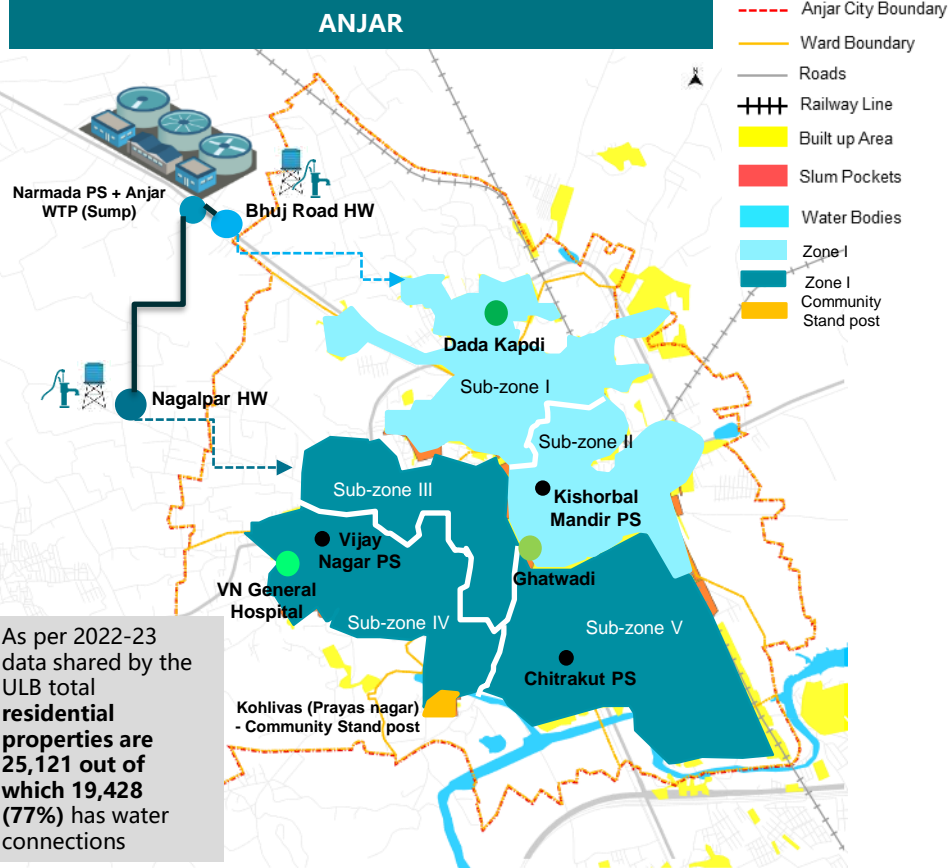 ANJAR
Anjar City Boundary
Ward Boundary
Roads
Railway Line
Built up Area
Slum Pockets
Water Bodies
Zone I
Zone I
Community
Stand post
N
Narmada PS + Anjar
WTP (Sump)
Bhuj Road HW
Dada Kapdi
Sub-zone I
Nagalpar HW
Sub-zone II
Sub-zone III
Kishorbal
Mandir PS
Vijay
Nagar PS
Ghatwadi
VN General
Hospital
Sub-zone IV
Sub-zone V
Chitrakut PS
Kohlivas (Prayas nagar)
- Community Stand post
As per 2022-23
data shared by the
ULB total
residential
properties are
25,121 out of
which 19,428
(77%) has water
connections